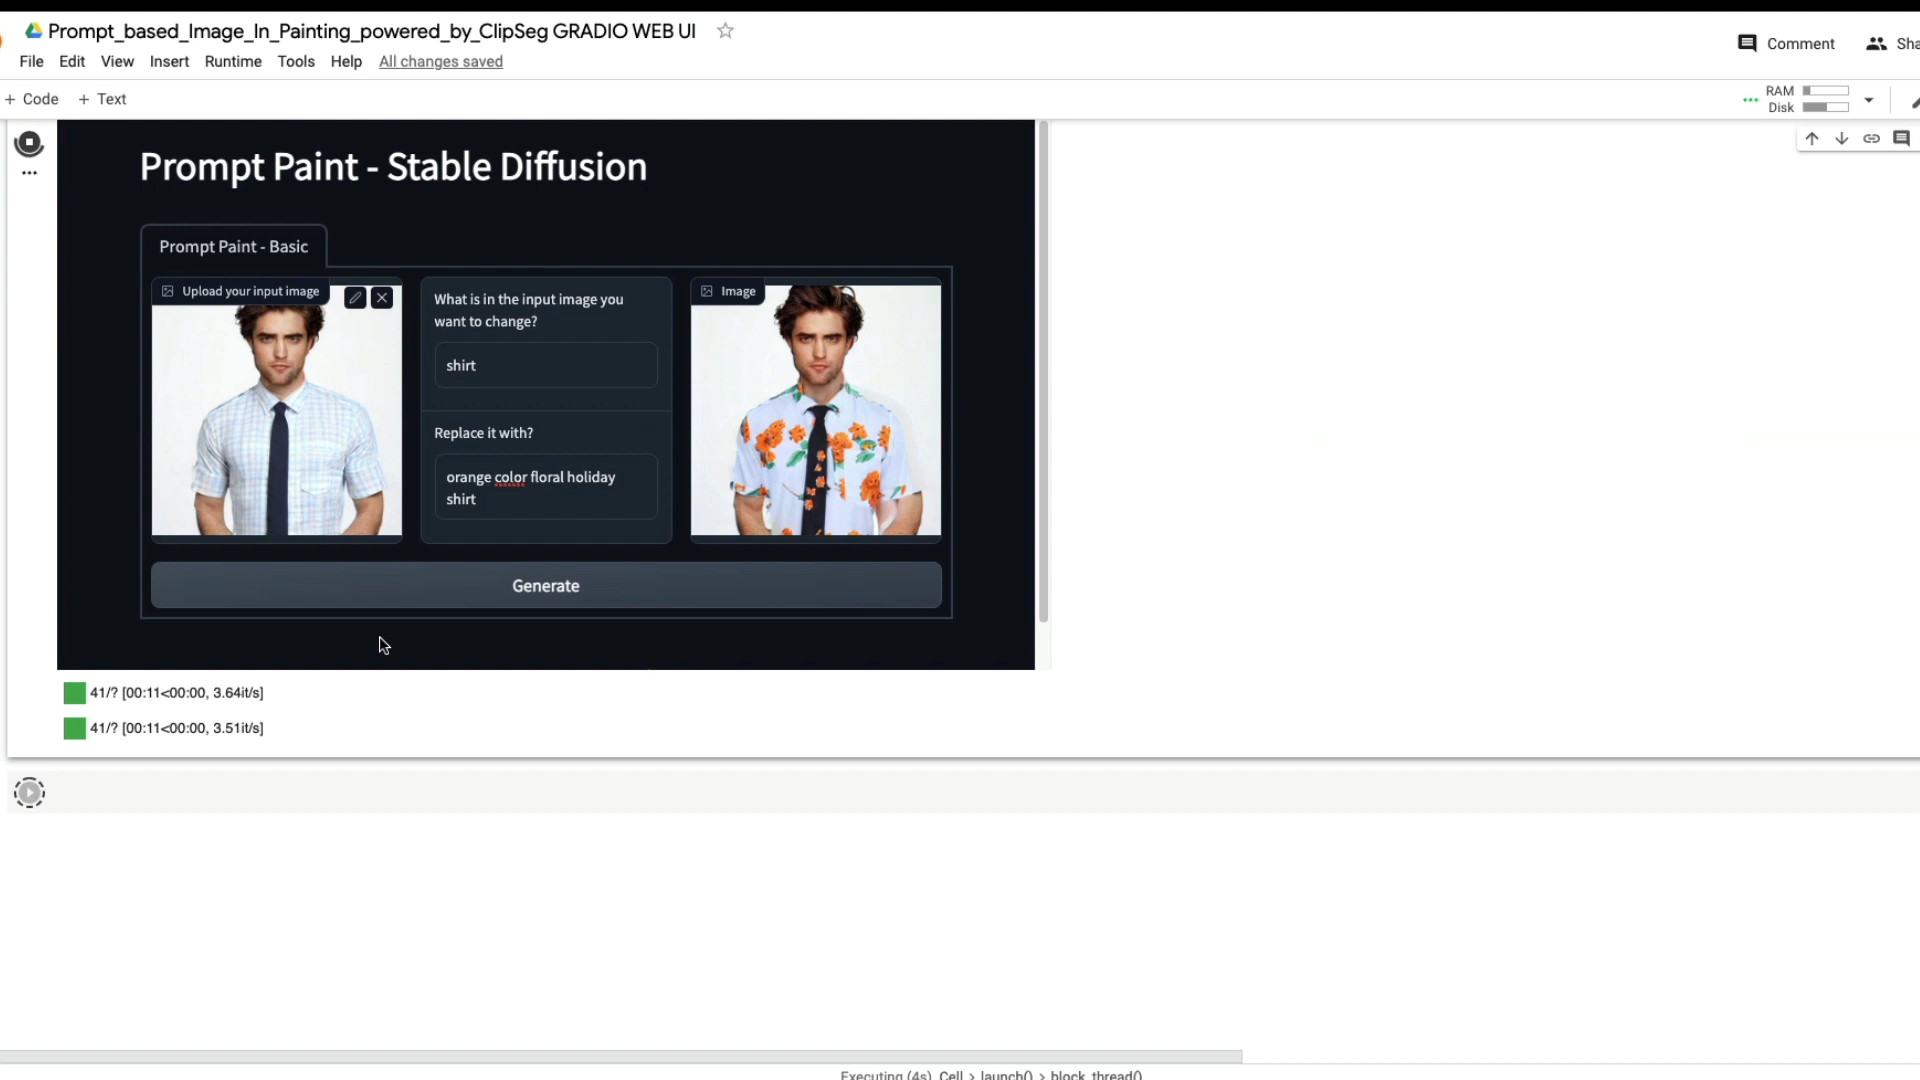 Prompt_based_Image_In_Painting_powered_by_ClipSeg GRADIO WEB UI
Comment
Sha
File Edit View Insert Runtime Tools Help All changes saved
+ Code + Text
RAM
Disk
Prompt Paint - Stable Diffusion
Prompt Paint - Basic
Upload your input image
What is in the input image you
want to change?
shirt
Replace it with?
orange color floral holiday
shirt
Image
Generate
41/? [00:11<00:00, 3.64it/s]
41/? [00:11<00:00, 3.51it/s]
Executing (4s) Cell > launch() > block_thread()